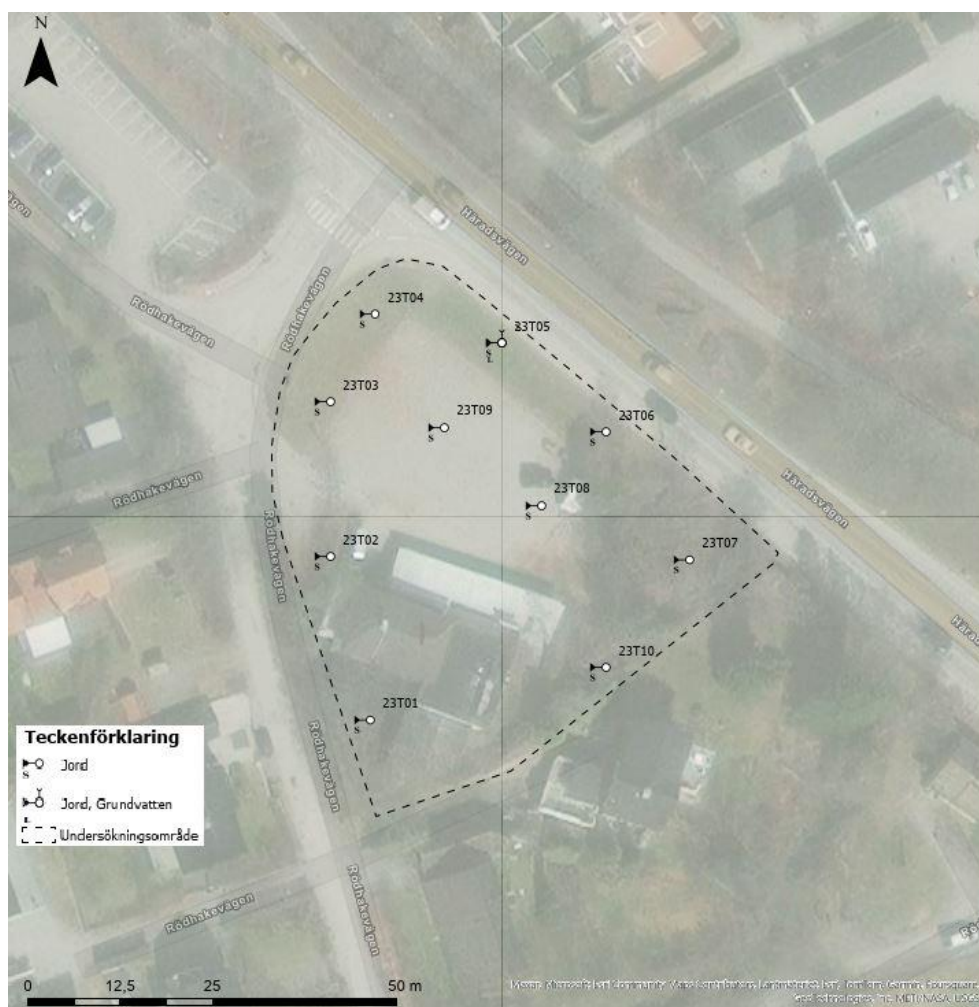 N
Häradsvägen
Rödhakevägen
Rödhakevägen
23T04
S
23T05
S
L
23T03
S
23T09
S
23T06
S
Rödhakevägen
23T08
S
Häradsvägen
Rödhakevägen
23T02
S
23T07
S
23T10
S
23T01
S
Teckenförklaring
S Jord
Jord, Grundvatten
L
Undersökningsområde
Rödhakevägen
Rödhakevägen
Rödhakevägen
0 12,5 25 50 m